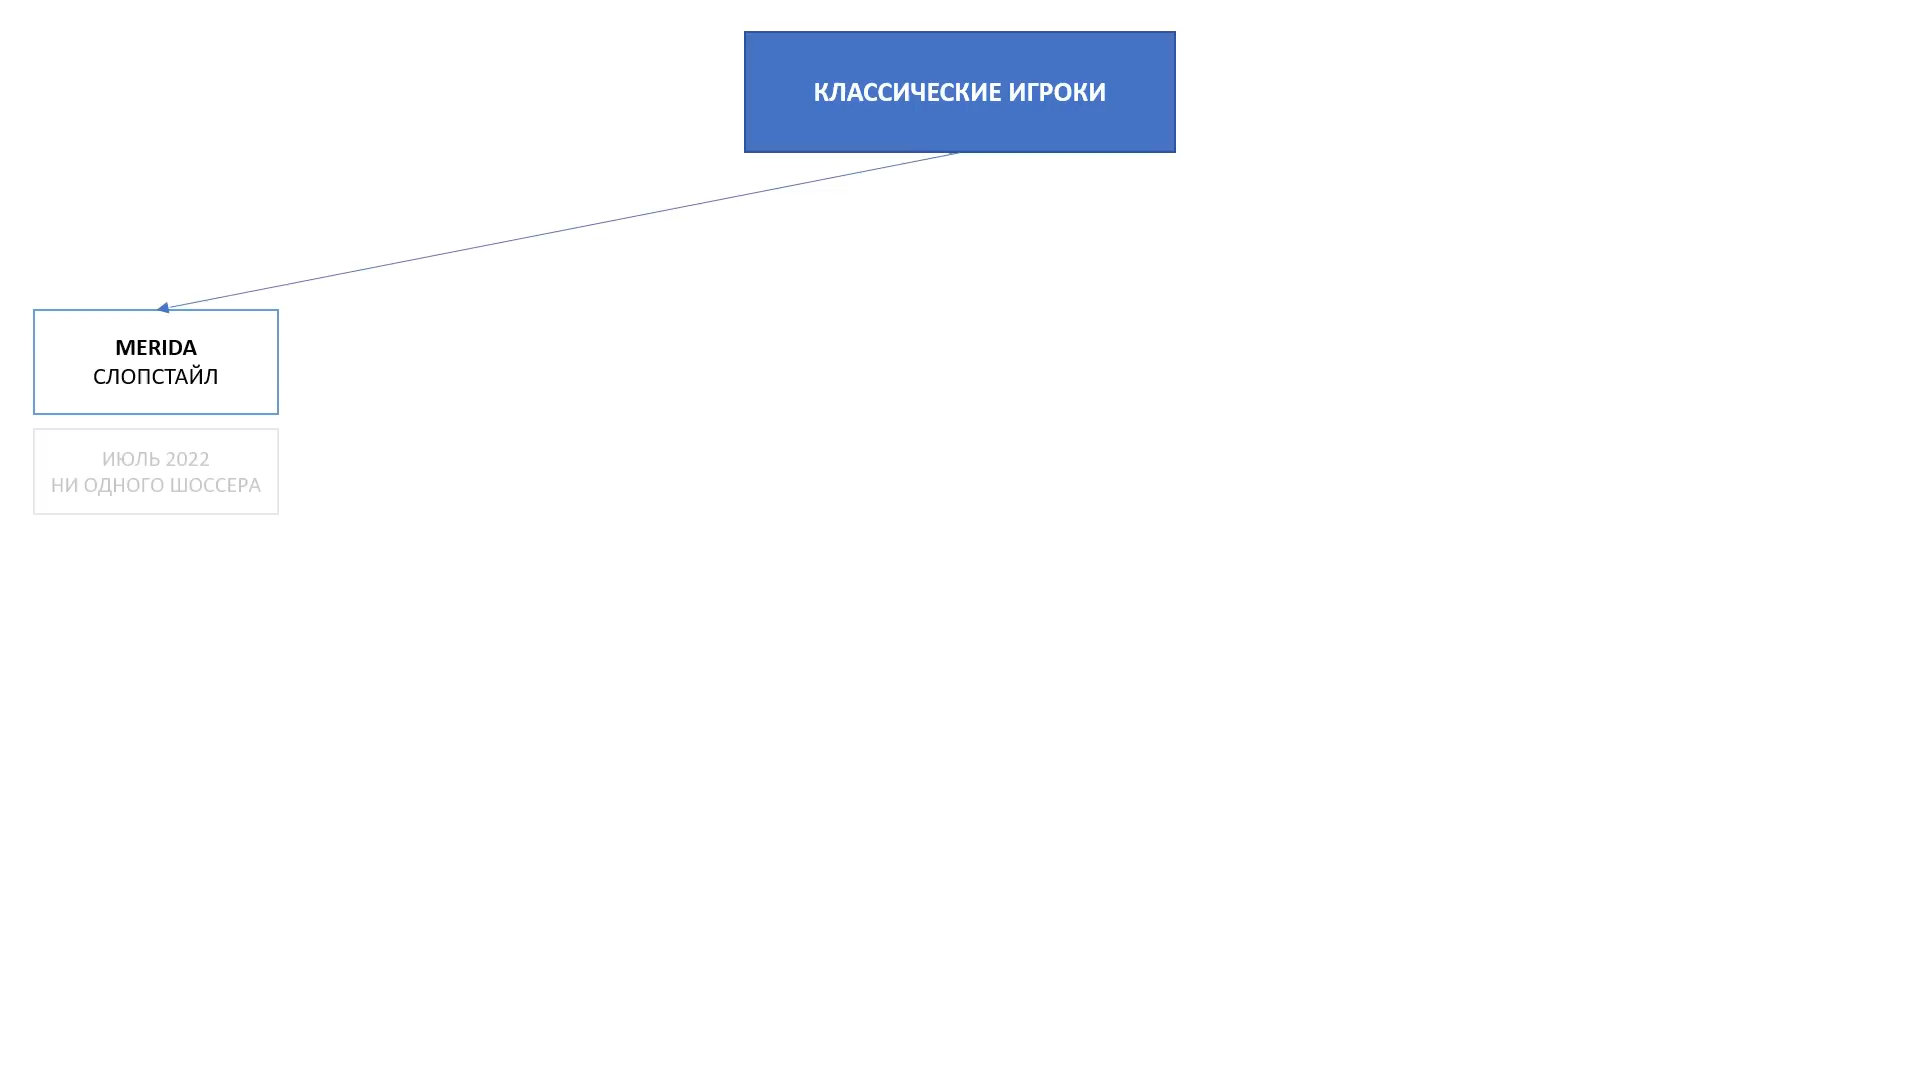 КЛАССИЧЕСКИЕ ИГРОКИ
MERIDA
СЛОПСТАЙЛ
ИЮЛЬ 2022
НИ ОДНОГО ШОССЕРА